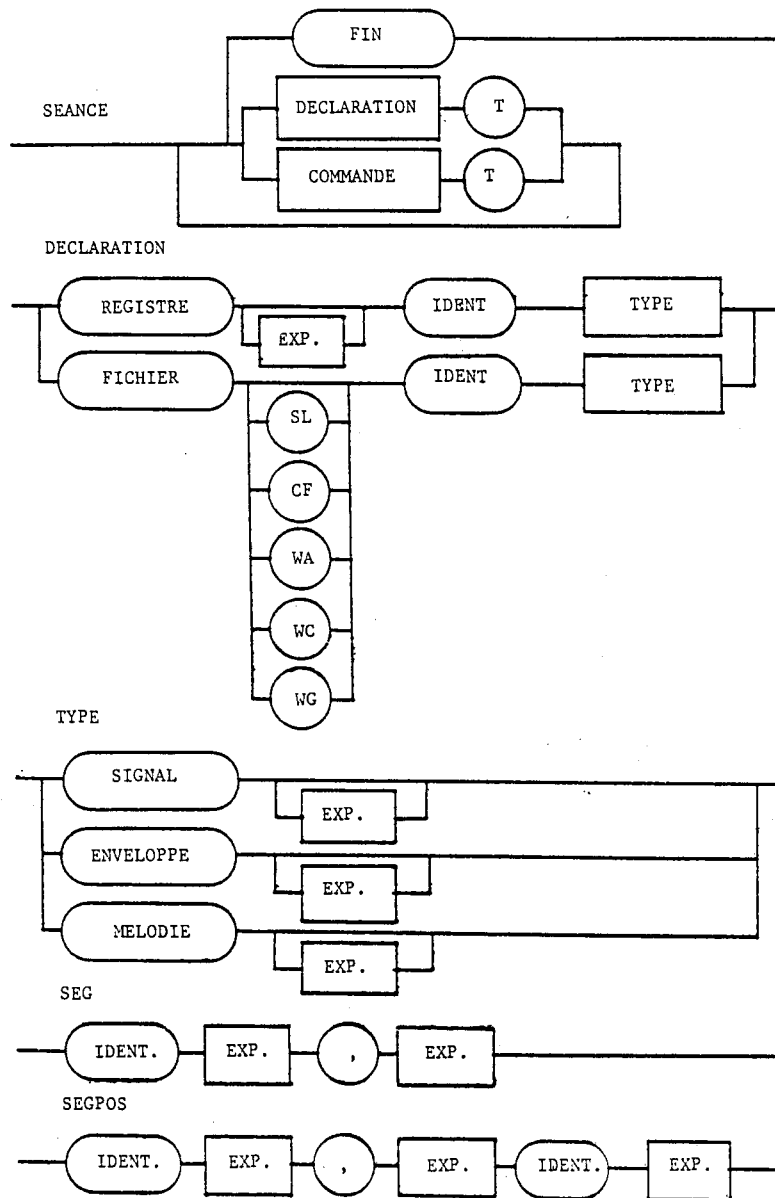 FIN
SEANCE
DECLARATION T
COMMANDE T
DECLARATION
REGISTRE IDENT TYPE
EXP.
FICHIER IDENT TYPE
SL
CF
WA
WC
WG
TYPE
SIGNAL
EXP.
ENVELOPPE
EXP.
MELODIE
EXP.
SEG
IDENT. EXP. , EXP.
SEGPOS
IDENT. EXP. , EXP. IDENT. EXP.